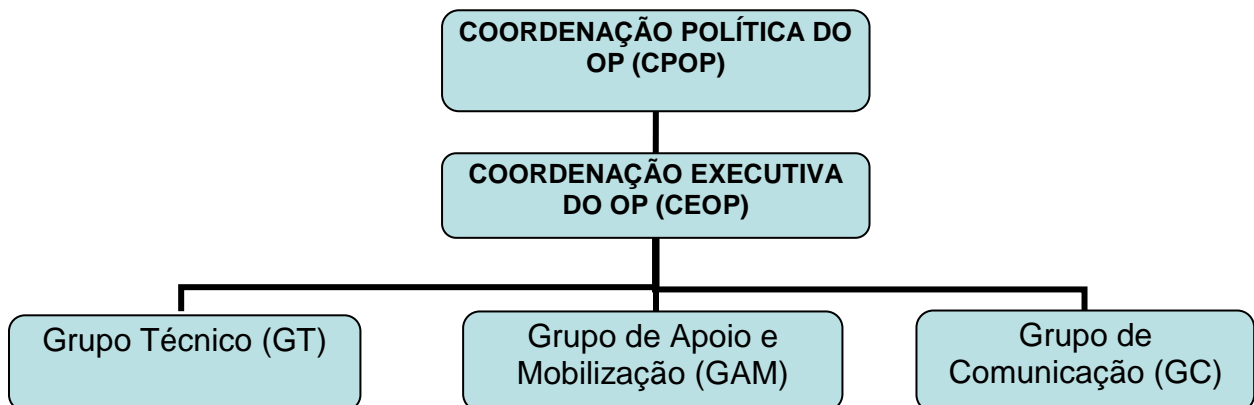 COORDENAÇÃO POLÍTICA DO
OP (CPOP)
COORDENAÇÃO EXECUTIVA
DO OP (CEOP)
Grupo Técnico (GT)
Grupo de Apoio e
Mobilização (GAM)
Grupo de
Comunicação (GC)